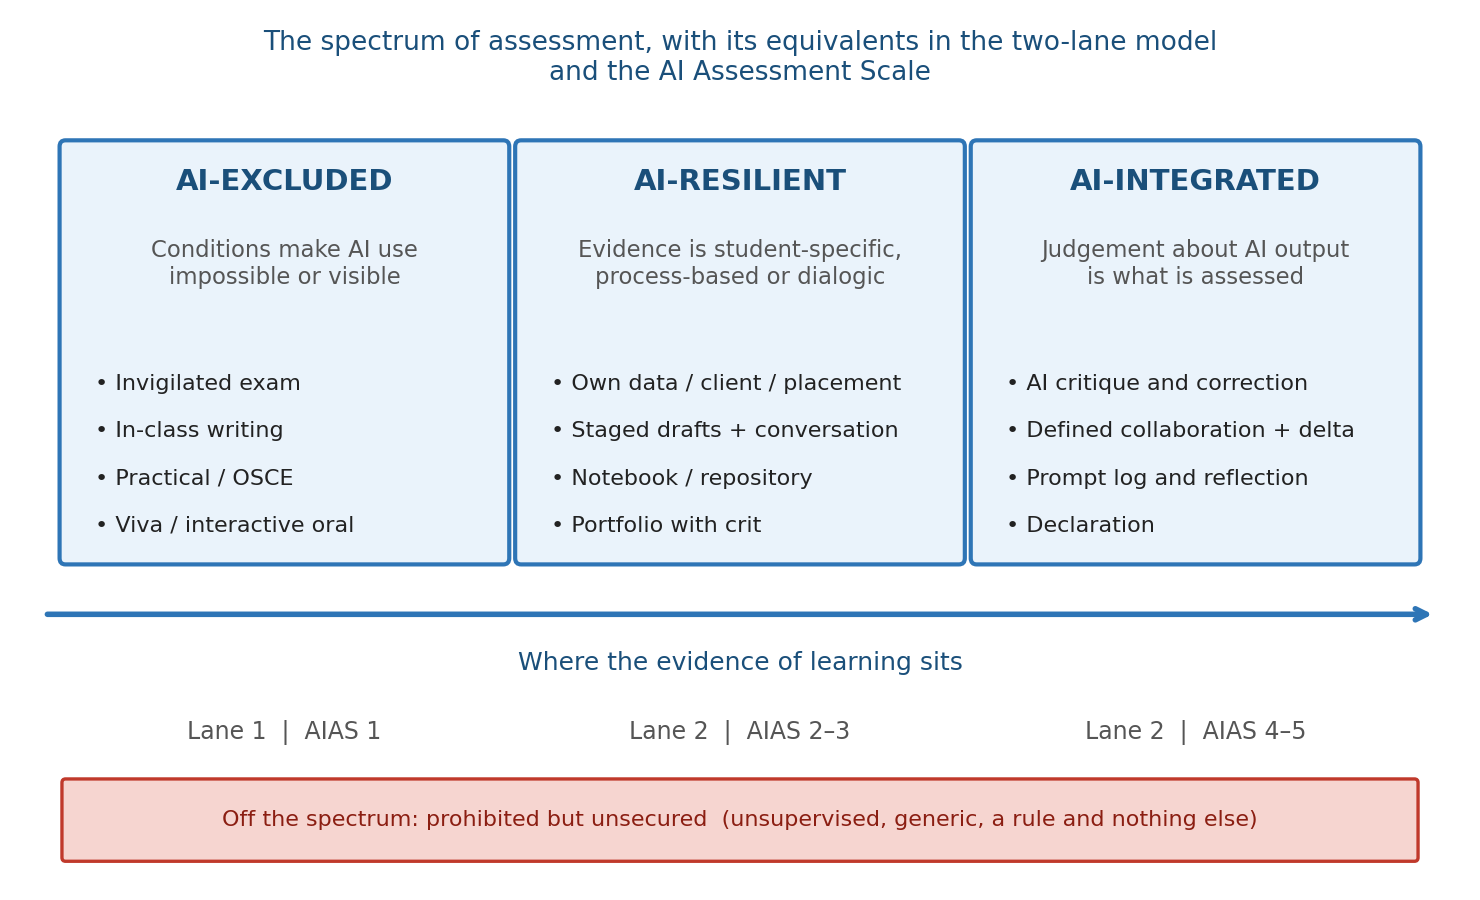 The spectrum of assessment, with its equivalents in the two-lane model
and the AI Assessment Scale
AI-EXCLUDED
Conditions make AI use
impossible or visible
• Invigilated exam
• In-class writing
• Practical / OSCE
• Viva / interactive oral
AI-RESILIENT
Evidence is student-specific,
process-based or dialogic
• Own data / client / placement
• Staged drafts + conversation
• Notebook / repository
• Portfolio with crit
AI-INTEGRATED
Judgement about AI output
is what is assessed
• AI critique and correction
• Defined collaboration + delta
• Prompt log and reflection
• Declaration
Where the evidence of learning sits
Lane 1 | AIAS 1
Lane 2 | AIAS 2–3
Lane 2 | AIAS 4–5
Off the spectrum: prohibited but unsecured (unsupervised, generic, a rule and nothing else)